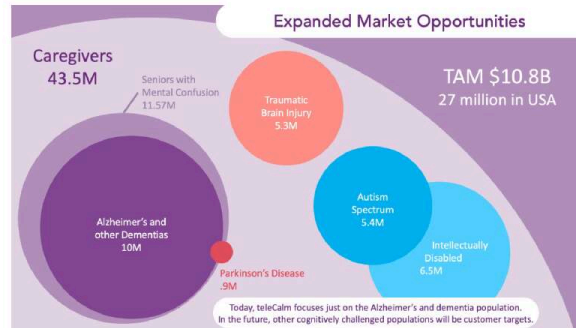 Expanded Market Opportunities
Caregivers
43.5M
Seniors with
Mental Confusion
11.57M
TAM $10.8B
27 million in USA
Traumatic
Brain Injury
5.3M
Autism
Spectrum
5.4M
Alzheimer's and
other Dementias
10M
Intellectually
Disabled
6.5M
Parkinson's Disease
.9M
Today, teleCalm focuses just on the Alzheimer's and dementia population.
In the future, other cognitively challenged populations will be customer targets.